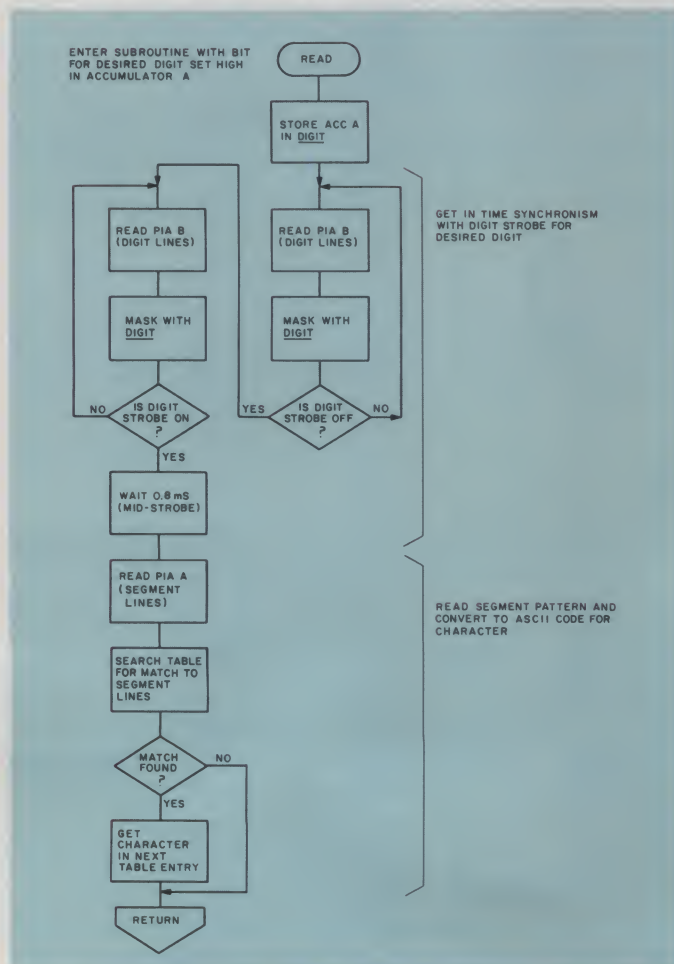 ENTER SUBROUTINE WITH BIT
FOR DESIRED DIGIT SET HIGH
IN ACCUMULATOR A
READ
STORE ACC A
IN DIGIT
READ PIA B
(DIGIT LINES)
MASK WITH
DIGIT
IS DIGIT
STROBE OFF
?
YES
NO
READ PIA B
(DIGIT LINES)
MASK WITH
DIGIT
IS DIGIT
STROBE ON
?
NO
YES
WAIT 0.8 mS
(MID-STROBE)
GET IN TIME SYNCHRONISM
WITH DIGIT STROBE FOR
DESIRED DIGIT
READ PIA A
(SEGMENT
LINES)
SEARCH TABLE
FOR MATCH TO
SEGMENT
LINES
MATCH
FOUND
?
NO
YES
GET
CHARACTER
IN NEXT
TABLE ENTRY
RETURN
READ SEGMENT PATTERN AND
CONVERT TO ASCII CODE FOR
CHARACTER